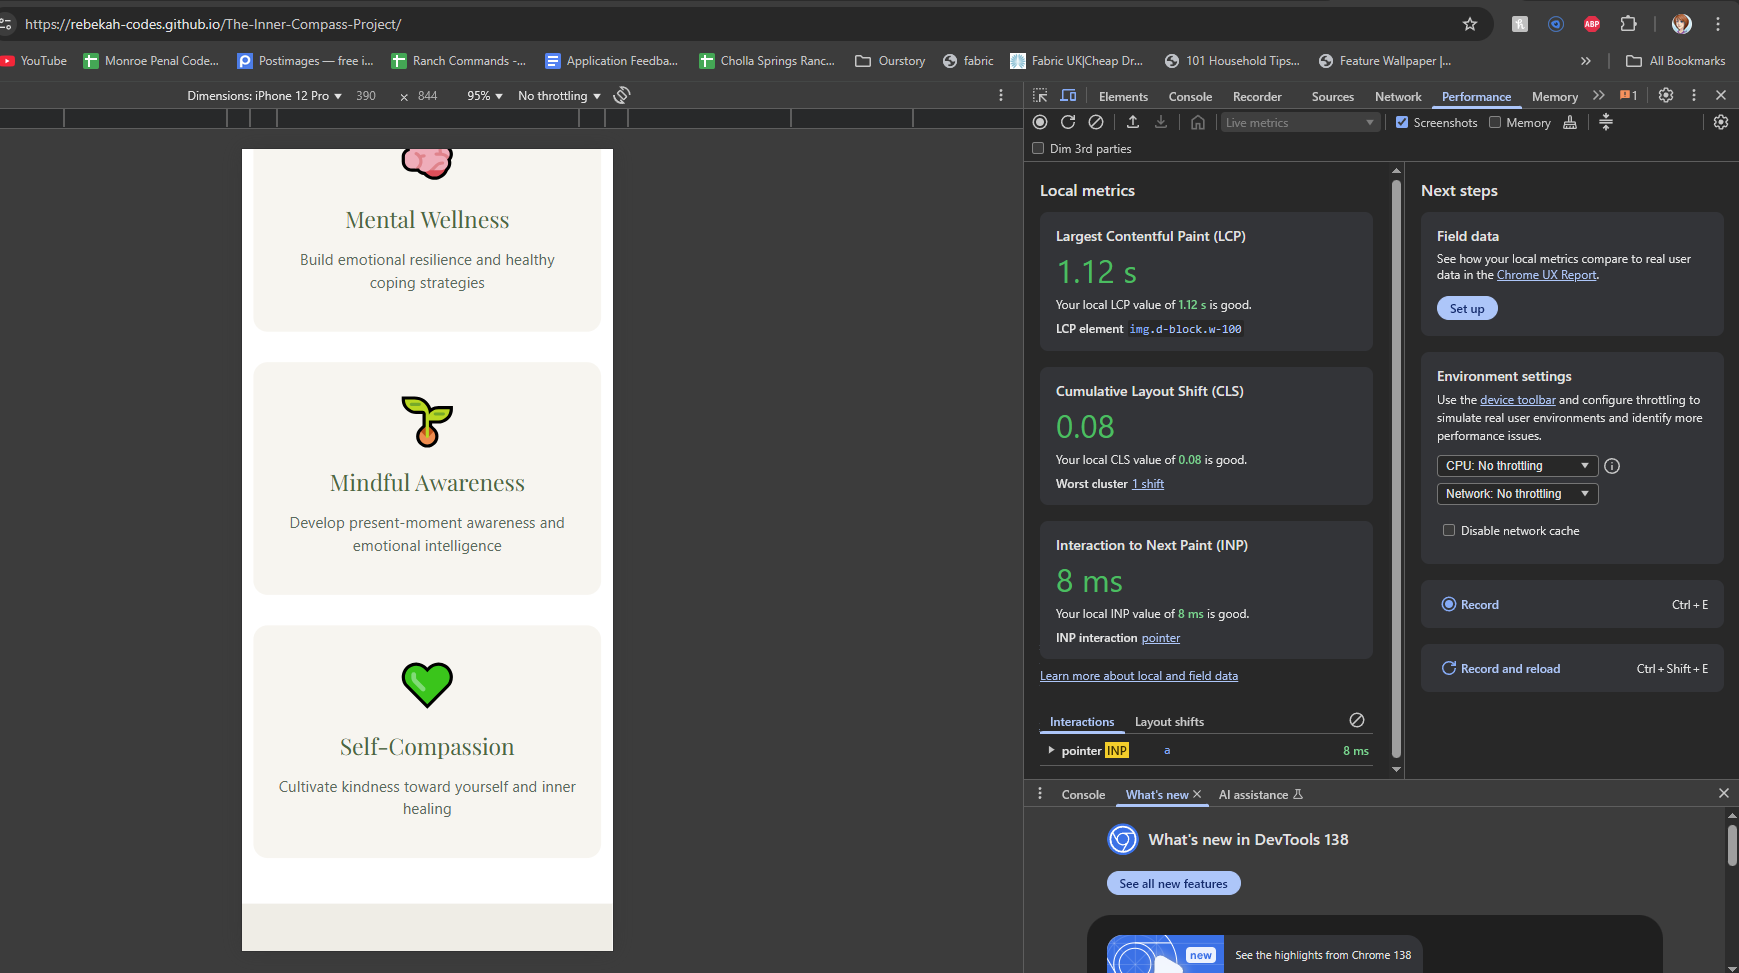 https://rebekah-codes.github.io/The-Inner-Compass-Project/
ABP
YouTube
Monroe Penal Code...
Postimages — free i...
Ranch Commands -...
Application Feedba...
Cholla Springs Ranc...
Ourstory
fabric
Fabric UK|Cheap Dr...
101 Household Tips...
Feature Wallpaper |...
»
All Bookmarks
Dimensions: iPhone 12 Pro ▼ 390 × 844 95% ▼ No throttling ▼
Elements Console Recorder Sources Network Performance Memory » 1
Live metrics
Screenshots
Memory
Dim 3rd parties
Mental Wellness
Build emotional resilience and healthy
coping strategies
Mindful Awareness
Develop present-moment awareness and
emotional intelligence
Self-Compassion
Cultivate kindness toward yourself and inner
healing
Local metrics
Largest Contentful Paint (LCP)
1.12 s
Your local LCP value of 1.12 s is good.
LCP element img.d-block.w-100
Cumulative Layout Shift (CLS)
0.08
Your local CLS value of 0.08 is good.
Worst cluster 1 shift
Interaction to Next Paint (INP)
8 ms
Your local INP value of 8 ms is good.
INP interaction pointer
Learn more about local and field data
Interactions Layout shifts
pointer INP a 8 ms
Next steps
Field data
See how your local metrics compare to real user
data in the Chrome UX Report.
Set up
Environment settings
Use the device toolbar and configure throttling to
simulate real user environments and identify more
performance issues.
CPU: No throttling
Network: No throttling
Disable network cache
Record Ctrl + E
Record and reload Ctrl + Shift + E
Console What's new AI assistance
What's new in DevTools 138
See all new features
new
See the highlights from Chrome 138